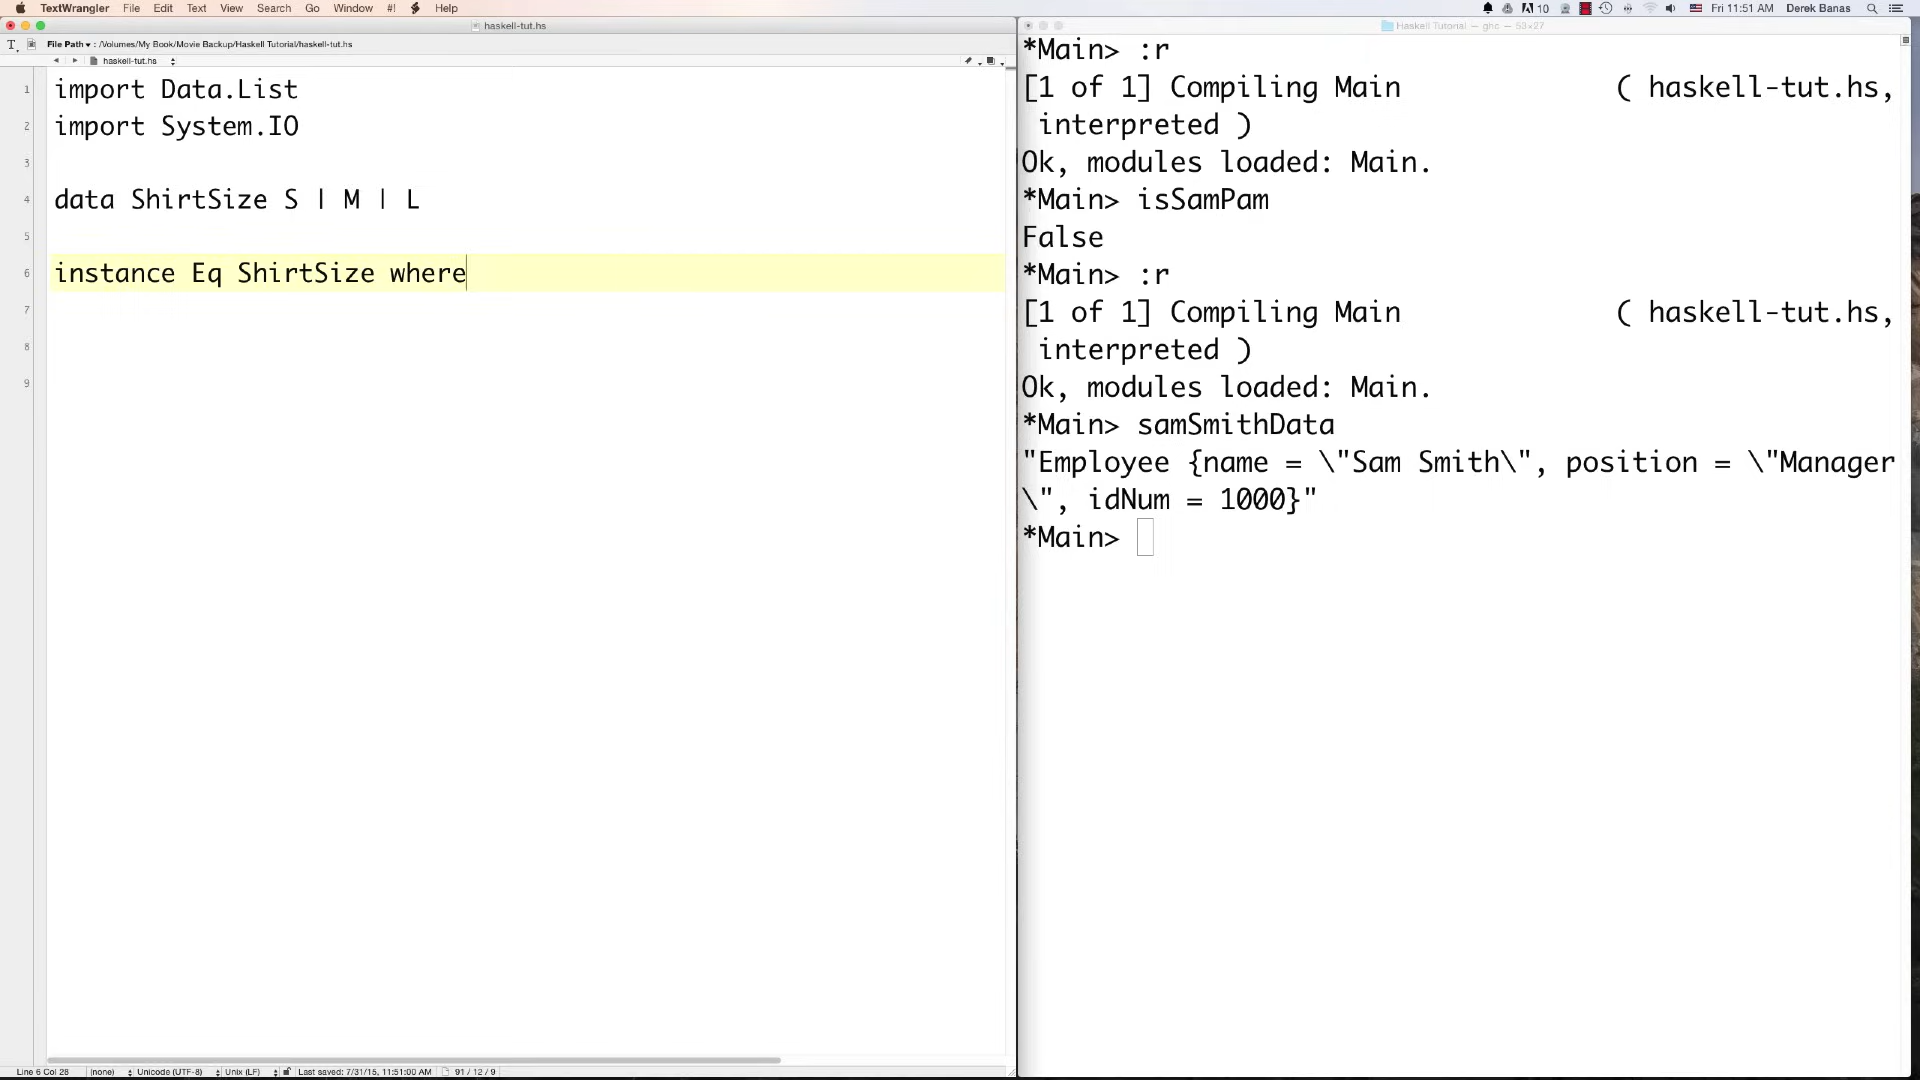 TextWrangler File Edit Text View Search Go Window #! Help
10 Fri 11:51 AM Derek Banas
haskell-tut.hs
File Path ▾ : /Volumes/My Book/Movie Backup/Haskell Tutorial/haskell-tut.hs
haskell-tut.hs
1 import Data.List
2 import System.IO
3
4 data ShirtSize S | M | L
5
6 instance Eq ShirtSize where
7
8
9
Line 6 Col 28 (none) Unicode (UTF-8) Unix (LF) Last saved: 7/31/15, 11:51:00 AM 91 / 12 / 9
Haskell Tutorial — ghc — 53×27
*Main> :r
[1 of 1] Compiling Main ( haskell-tut.hs,
interpreted )
Ok, modules loaded: Main.
*Main> isSamPam
False
*Main> :r
[1 of 1] Compiling Main ( haskell-tut.hs,
interpreted )
Ok, modules loaded: Main.
*Main> samSmithData
"Employee {name = \"Sam Smith\", position = \"Manager
\", idNum = 1000}"
*Main>